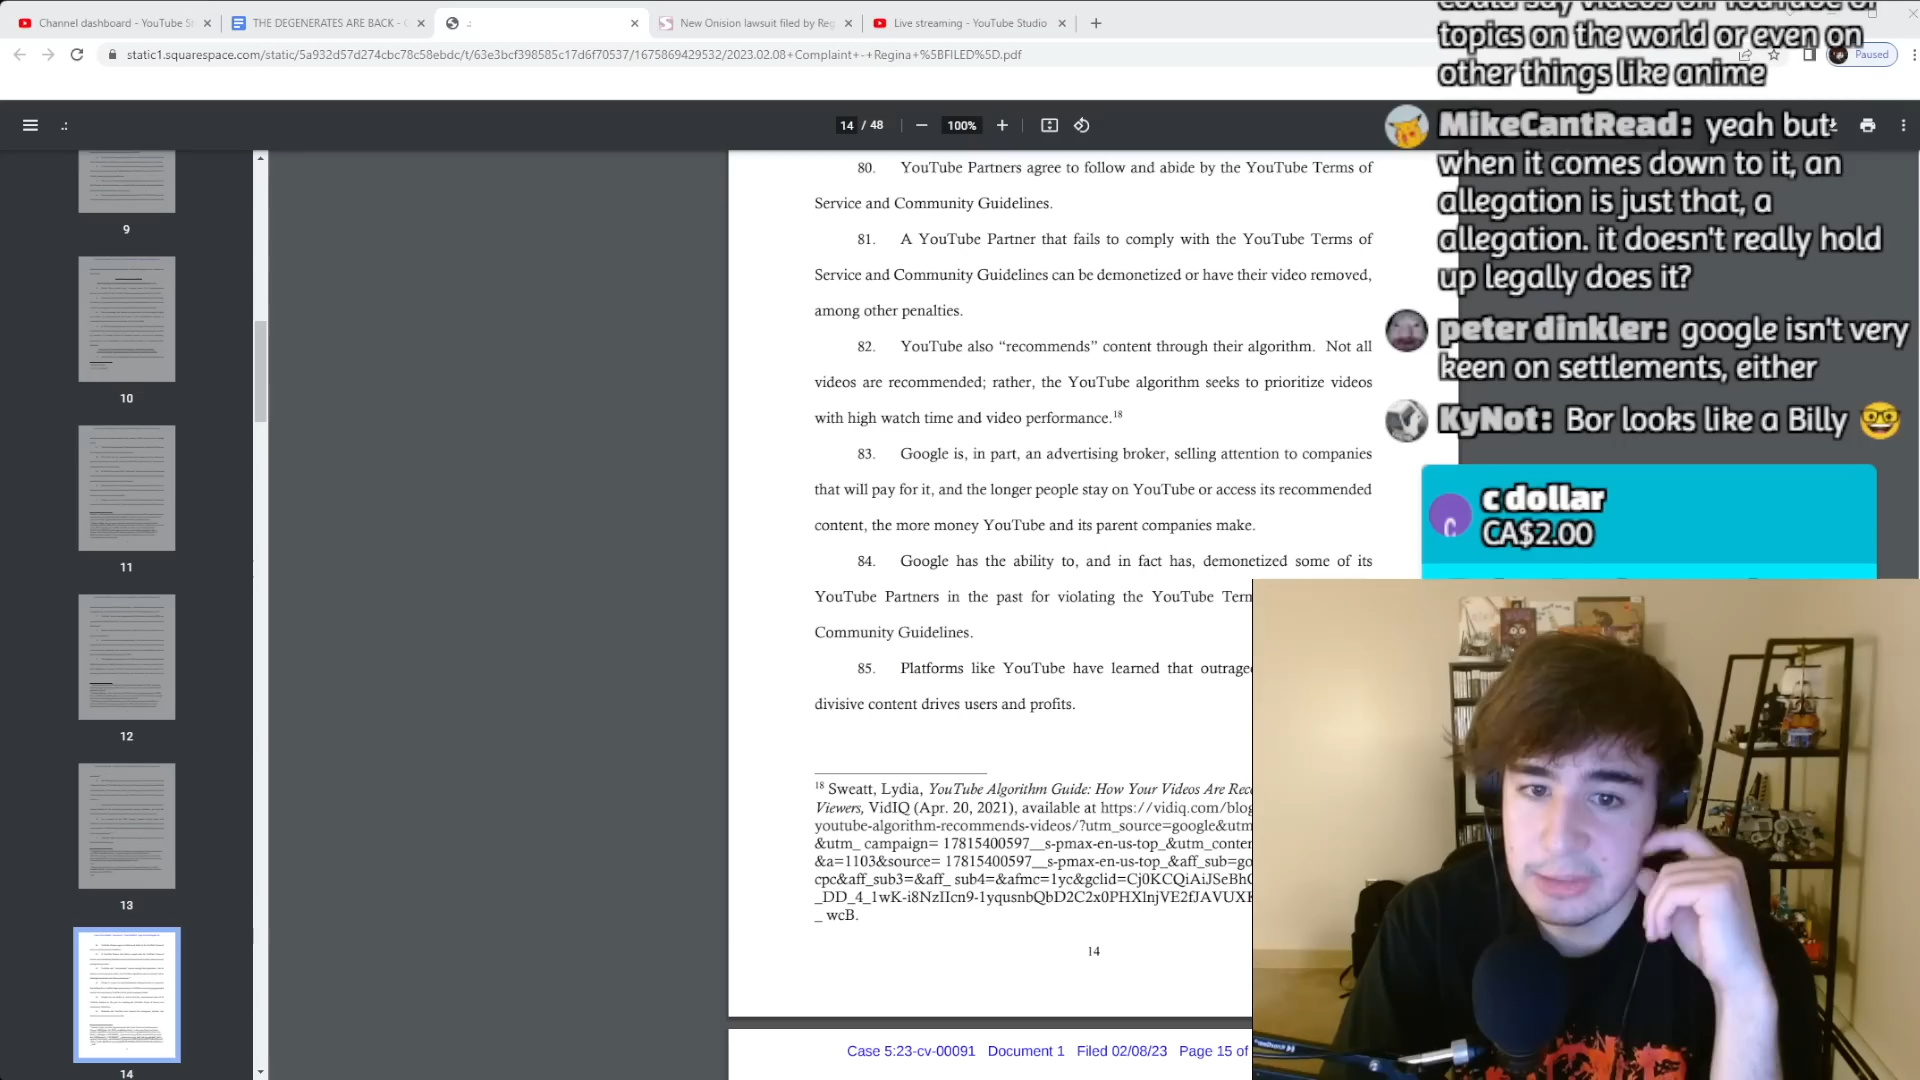 Channel dashboard - YouTube St
THE DEGENERATES ARE BACK - G
New Onision lawsuit filed by Reg
Live streaming - YouTube Studio
static1.squarespace.com/static/5a932d57d274cbc78c58ebdc/t/63e3bcf398585c17d6f70537/1675869429532/2023.02.08+Complaint+-+Regina+%5BFILED%5D.pdf
Paused
14 / 48
100%
9
10
11
12
13
14
80. YouTube Partners agree to follow and abide by the YouTube Terms of
Service and Community Guidelines.
81. A YouTube Partner that fails to comply with the YouTube Terms of
Service and Community Guidelines can be demonetized or have their video removed,
among other penalties.
82. YouTube also “recommends” content through their algorithm. Not all
videos are recommended; rather, the YouTube algorithm seeks to prioritize videos
with high watch time and video performance.18
83. Google is, in part, an advertising broker, selling attention to companies
that will pay for it, and the longer people stay on YouTube or access its recommended
content, the more money YouTube and its parent companies make.
84. Google has the ability to, and in fact has, demonetized some of its
YouTube Partners in the past for violating the YouTube Term
Community Guidelines.
85. Platforms like YouTube have learned that outrage
divisive content drives users and profits.
18 Sweatt, Lydia, YouTube Algorithm Guide: How Your Videos Are Rec
Viewers, VidIQ (Apr. 20, 2021), available at https://vidiq.com/blog
youtube-algorithm-recommends-videos/?utm_source=google&utm
&utm_ campaign= 17815400597__s-pmax-en-us-top_&utm_conter
&a=1103&source= 17815400597__s-pmax-en-us-top_&aff_sub=go
cpc&aff_sub3=&aff_ sub4=&afmc=1yc&gclid=Cj0KCQiAiJSeBhC
_DD_4_1wK-i8NzIIcn9-1yqusnbQbD2C2x0PHXlnjVE2fJAVUXF
_ wcB.
14
Case 5:23-cv-00091 Document 1 Filed 02/08/23 Page 15 of
could say videos on YouTube of
topics on the world or even on
other things like anime
MikeCantRead: yeah but
when it comes down to it, an
allegation is just that, a
allegation. it doesn't really hold
up legally does it?
peter dinkler: google isn't very
keen on settlements, either
KyNot: Bor looks like a Billy
c dollar
CA$2.00